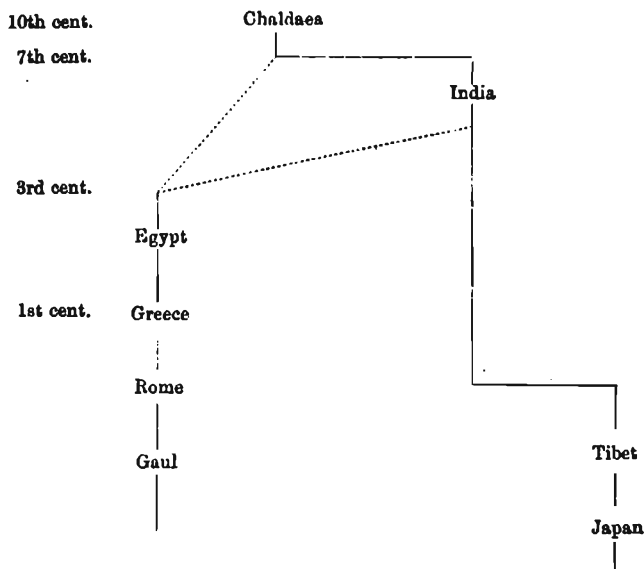 10th cent. Chaldaea
7th cent.
India
3rd cent.
Egypt
1st cent. Greece
Rome
Gaul
Tibet
Japan